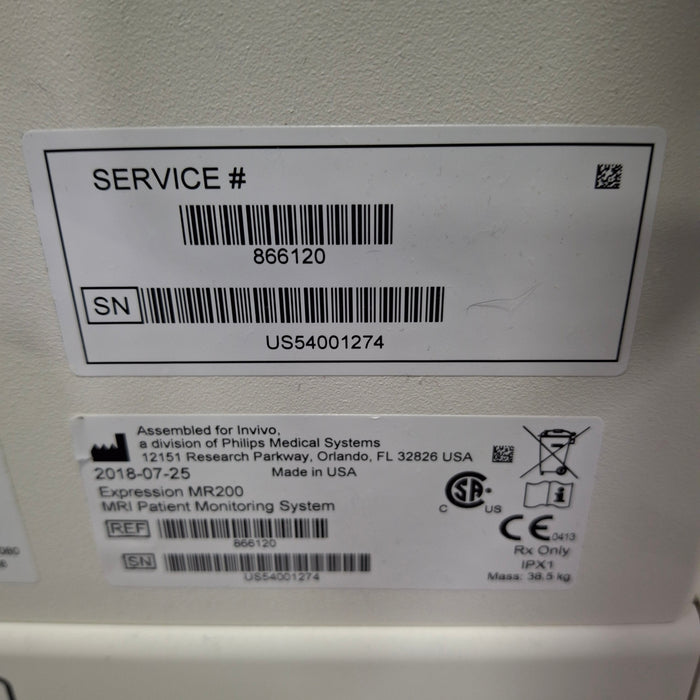 SERVICE #
866120
SN
US54001274
Assembled for Invivo,
a division of Philips Medical Systems
12151 Research Parkway, Orlando, FL 32826 USA
2018-07-25 Made in USA
Expression MR200
MRI Patient Monitoring System
REF
866120
SN
US54001274
C SA US
CE 0413
Rx Only
IPX1
Mass: 38.5 kg